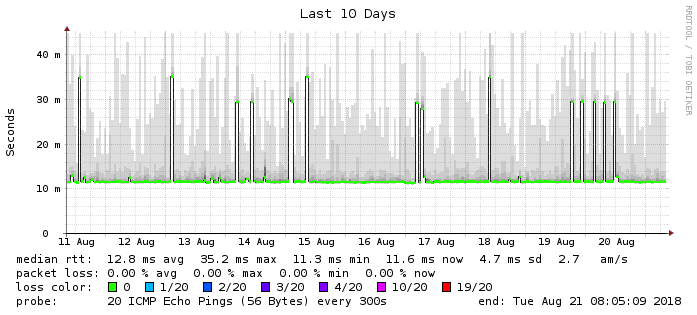 Last 10 Days
RRDTOOL / TOBI OETIKER
Seconds
40 m
30 m
20 m
10 m
0
11 Aug 12 Aug 13 Aug 14 Aug 15 Aug 16 Aug 17 Aug 18 Aug 19 Aug 20 Aug
median rtt: 12.8 ms avg 35.2 ms max 11.3 ms min 11.6 ms now 4.7 ms sd 2.7 am/s
packet loss: 0.00 % avg 0.00 % max 0.00 % min 0.00 % now
loss color: 0 1/20 2/20 3/20 4/20 10/20 19/20
probe: 20 ICMP Echo Pings (56 Bytes) every 300s end: Tue Aug 21 08:05:09 2018